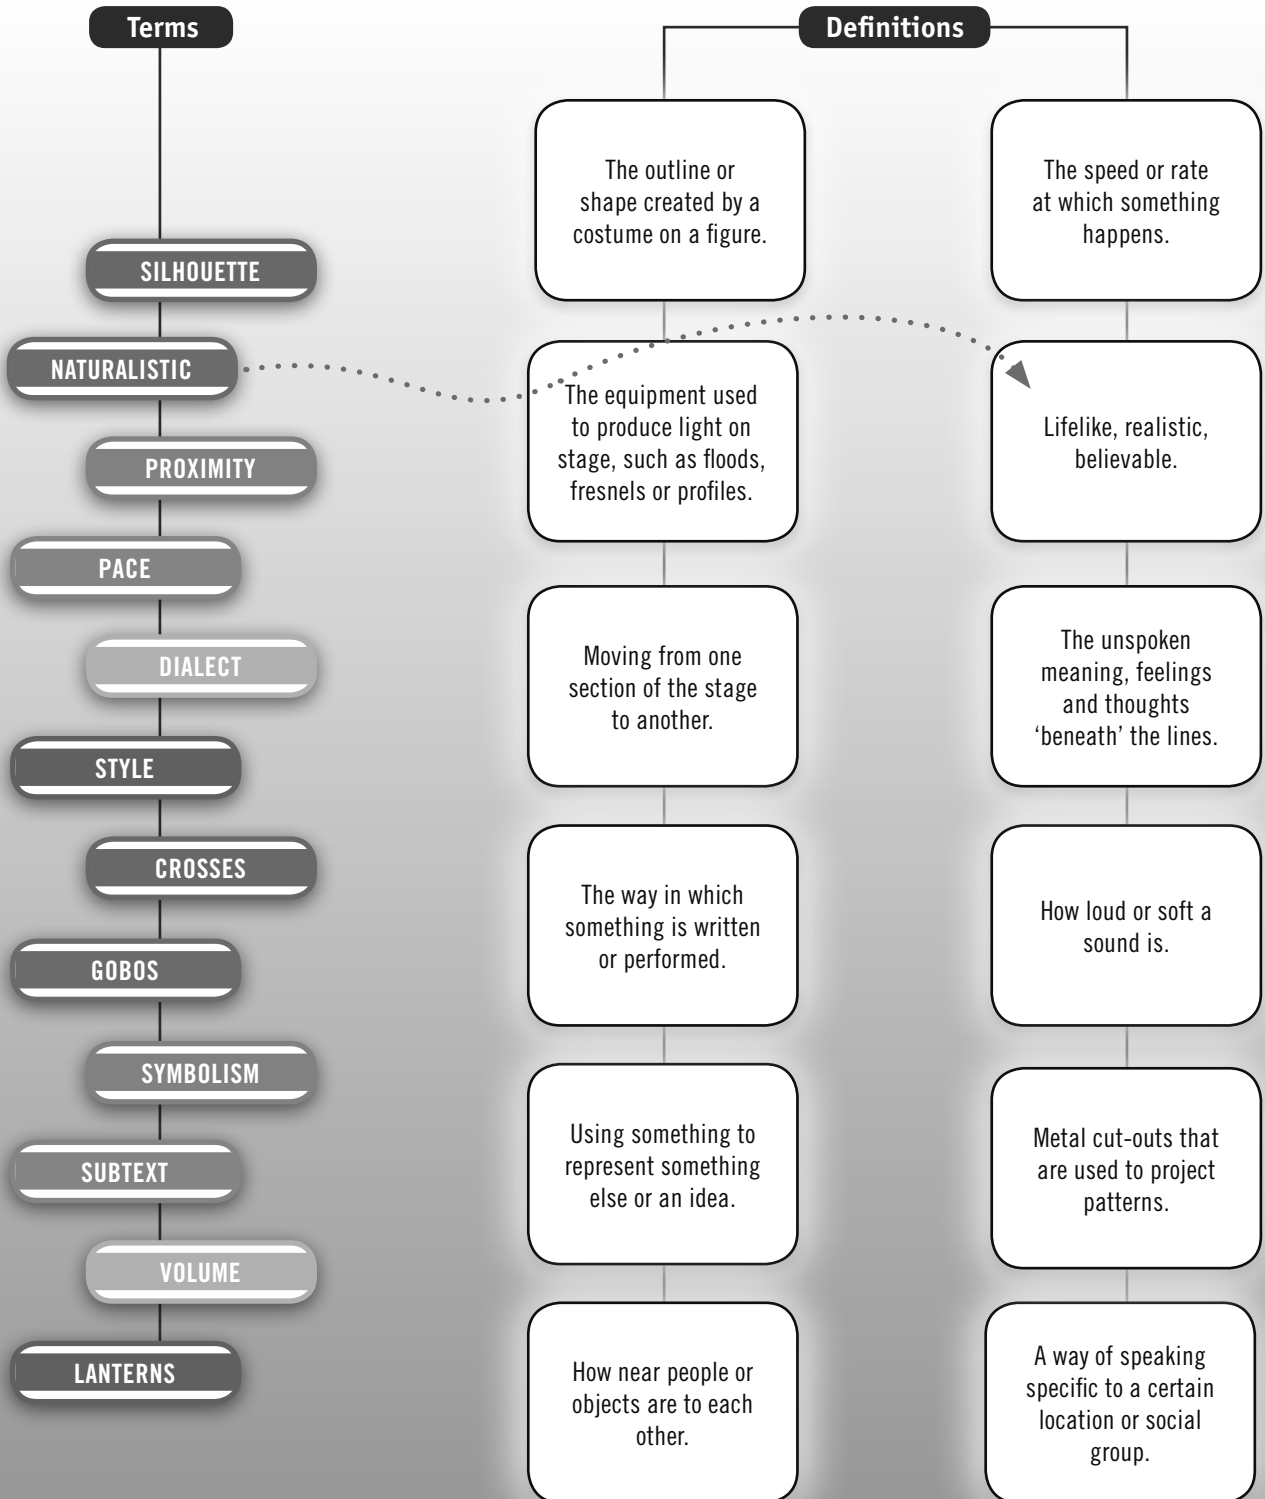 Terms
SILHOUETTE
NATURALISTIC
PROXIMITY
PACE
DIALECT
STYLE
CROSSES
GOBOS
SYMBOLISM
SUBTEXT
VOLUME
LANTERNS
Definitions
The outline or
shape created by a
costume on a figure.
The equipment used
to produce light on
stage, such as floods,
fresnels or profiles.
Moving from one
section of the stage
to another.
The way in which
something is written
or performed.
Using something to
represent something
else or an idea.
How near people or
objects are to each
other.
The speed or rate
at which something
happens.
Lifelike, realistic,
believable.
The unspoken
meaning, feelings
and thoughts
‘beneath’ the lines.
How loud or soft a
sound is.
Metal cut-outs that
are used to project
patterns.
A way of speaking
specific to a certain
location or social
group.